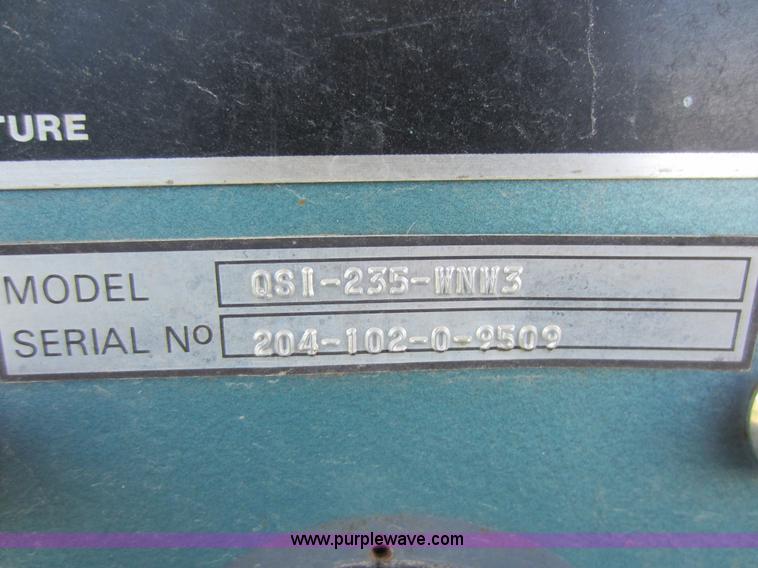 TURE
MODEL QSI-235-WNW3
SERIAL NO 204-102-0-9509
www.purplewave.com